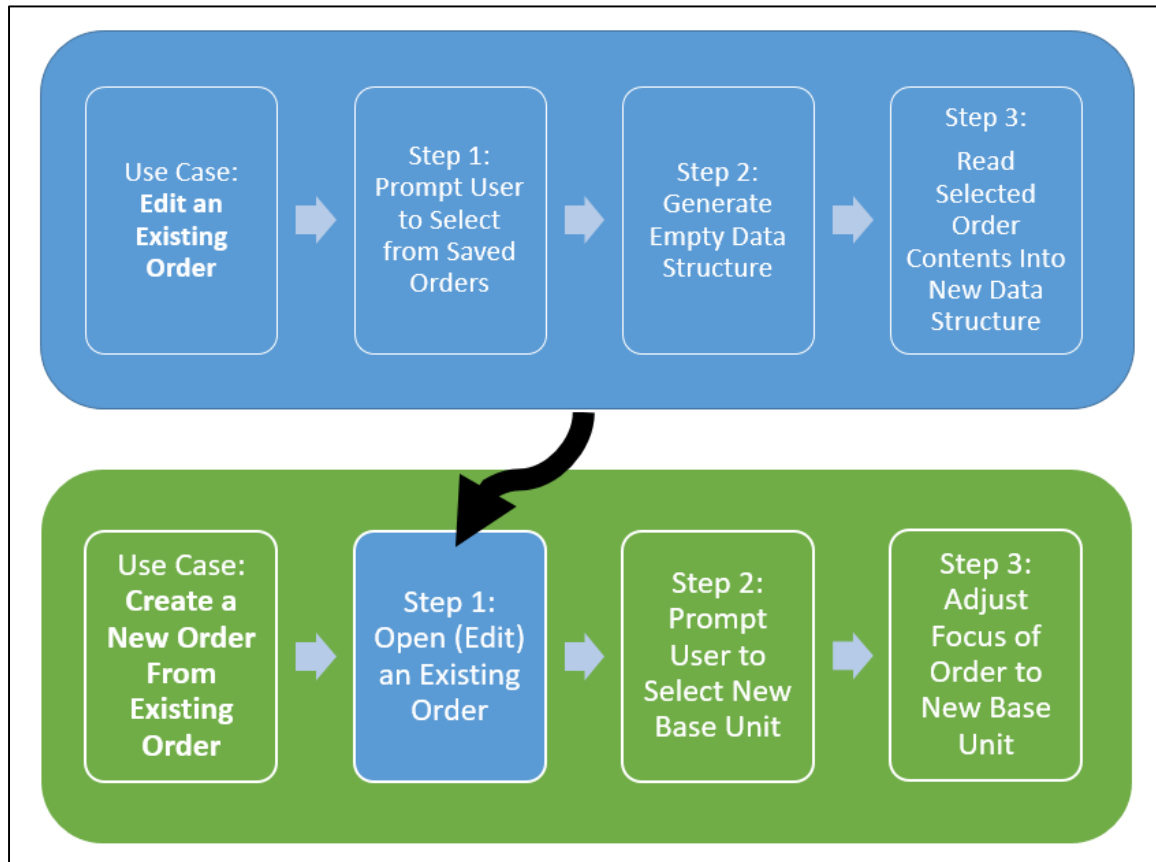 Use Case:
Edit an
Existing
Order
Step 1:
Prompt User
to Select
from Saved
Orders
Step 2:
Generate
Empty Data
Structure
Step 3:
Read
Selected
Order
Contents Into
New Data
Structure
Use Case:
Create a
New Order
From
Existing
Order
Step 1:
Open (Edit)
an Existing
Order
Step 2:
Prompt
User to
Select New
Base Unit
Step 3:
Adjust
Focus of
Order to
New Base
Unit